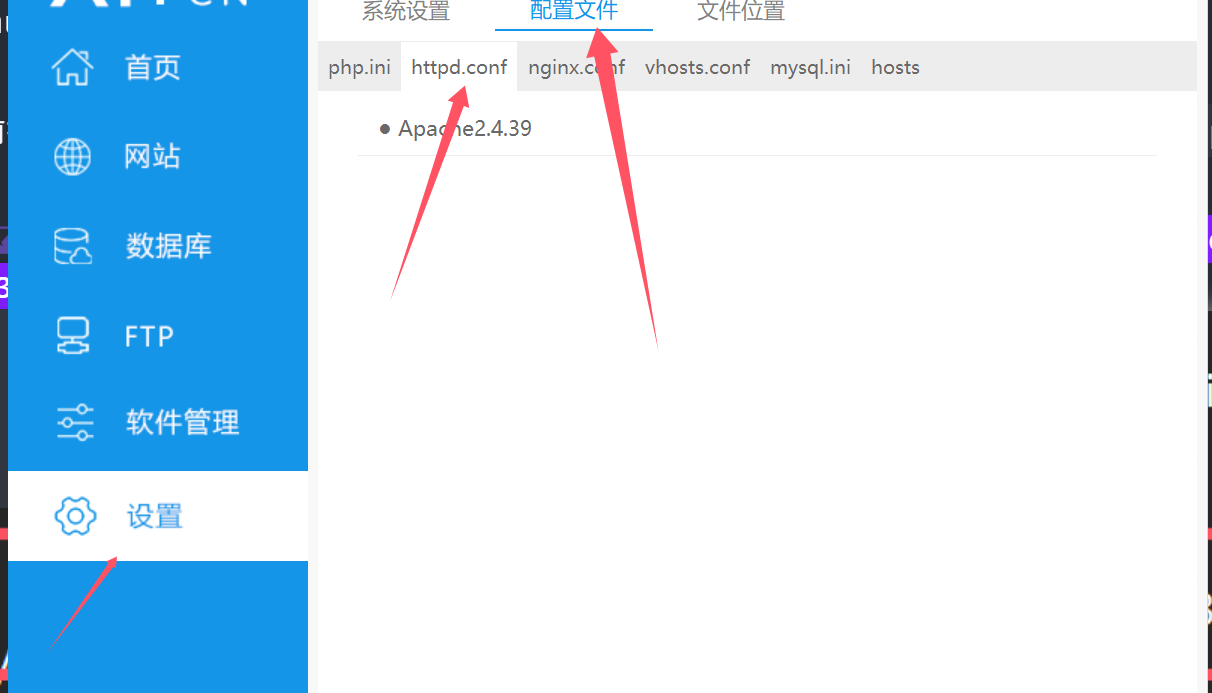 系统设置 配置文件 文件位置
php.ini httpd.conf nginx.conf vhosts.conf mysql.ini hosts
Apache2.4.39
首页
网站
数据库
FTP
软件管理
设置